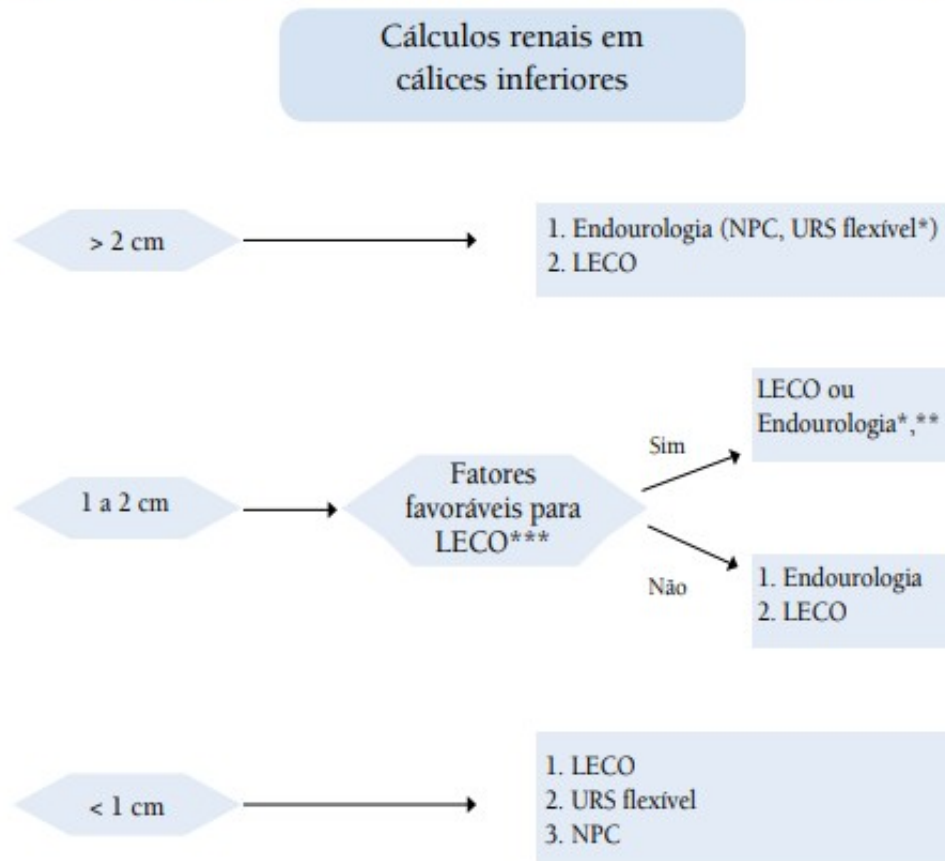 Cálculos renais em
cálices inferiores
> 2 cm
1. Endourologia (NPC, URS flexível*)
2. LECO
1 a 2 cm
Fatores
favoráveis para
LECO***
Sim
LECO ou
Endourologia*,**
Não
1. Endourologia
2. LECO
< 1 cm
1. LECO
2. URS flexível
3. NPC